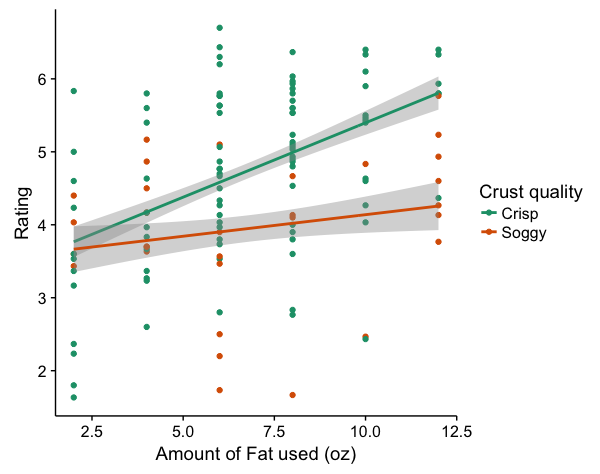 6
5
4
3
2
Rating
2.5 5.0 7.5 10.0 12.5
Amount of Fat used (oz)
Crust quality
Crisp
Soggy